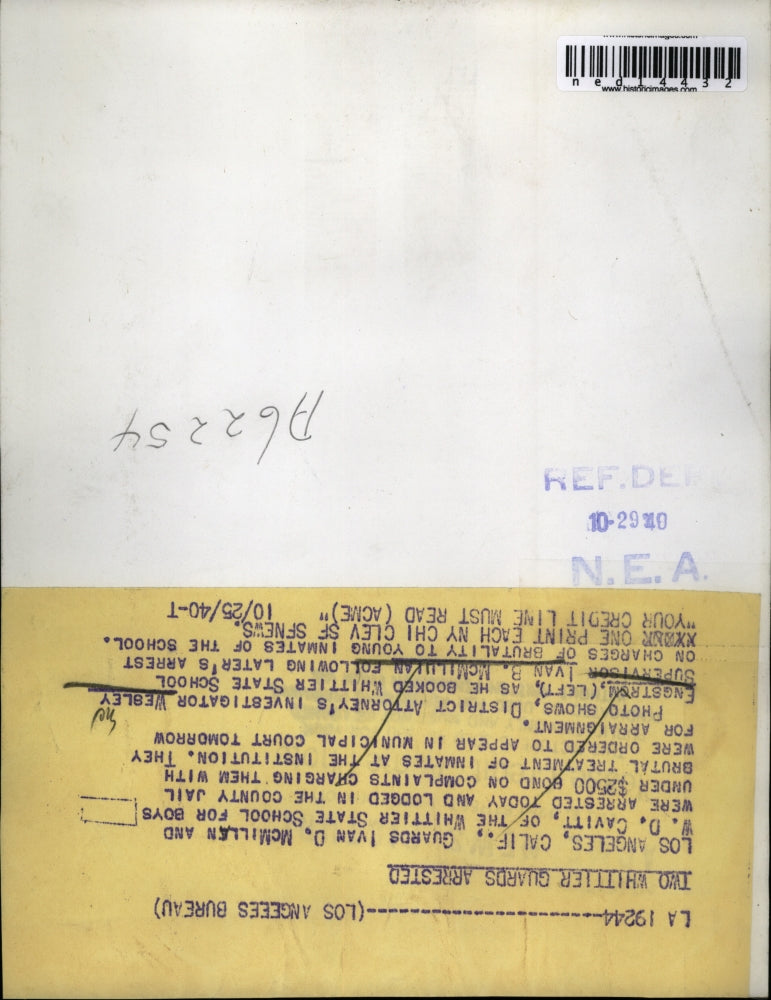 www.historicimages.com
ned14432
www.historicimages.com
A62254
REF.DE
10-29 40
N.E.A.
LA 19244----------------------------(LOS ANGEEES BUREAU)
TWO WHITTIER GUARDS ARRESTED
LOS ANGELES, CALIF., GUARDS IVAN D. MCMILLAN AND
W. D. CAVITT, OF THE WHITTIER STATE SCHOOL FOR BOYS
WERE ARRESTED TODAY AND LODGED IN THE COUNTY JAIL
UNDER $2500 BOND ON COMPLAINTS CHARGING THEM WITH
BRUTAL TREATMENT OF INMATES AT THE INSTITUTION. THEY
WERE ORDERED TO APPEAR IN MUNICIPAL COURT TOMORROW
FOR ARRAIGNMENT.
PHOTO SHOWS, DISTRICT ATTORNEY'S INVESTIGATOR WESLEY
ENGSTROM, (LEFT), AS HE BOOKED WHITTIER STATE SCHOOL
SUPERVISOR IVAN B. MCMILLIAN FOLLOWING LATER'S ARREST
ON CHARGES OF BRUTALITY TO YOUNG INMATES OF THE SCHOOL.
ONE PRINT EACH NY CHI CLEV SF SFNEWS.
"YOUR CREDIT LINE MUST READ (ACME)" 10/25/40-T